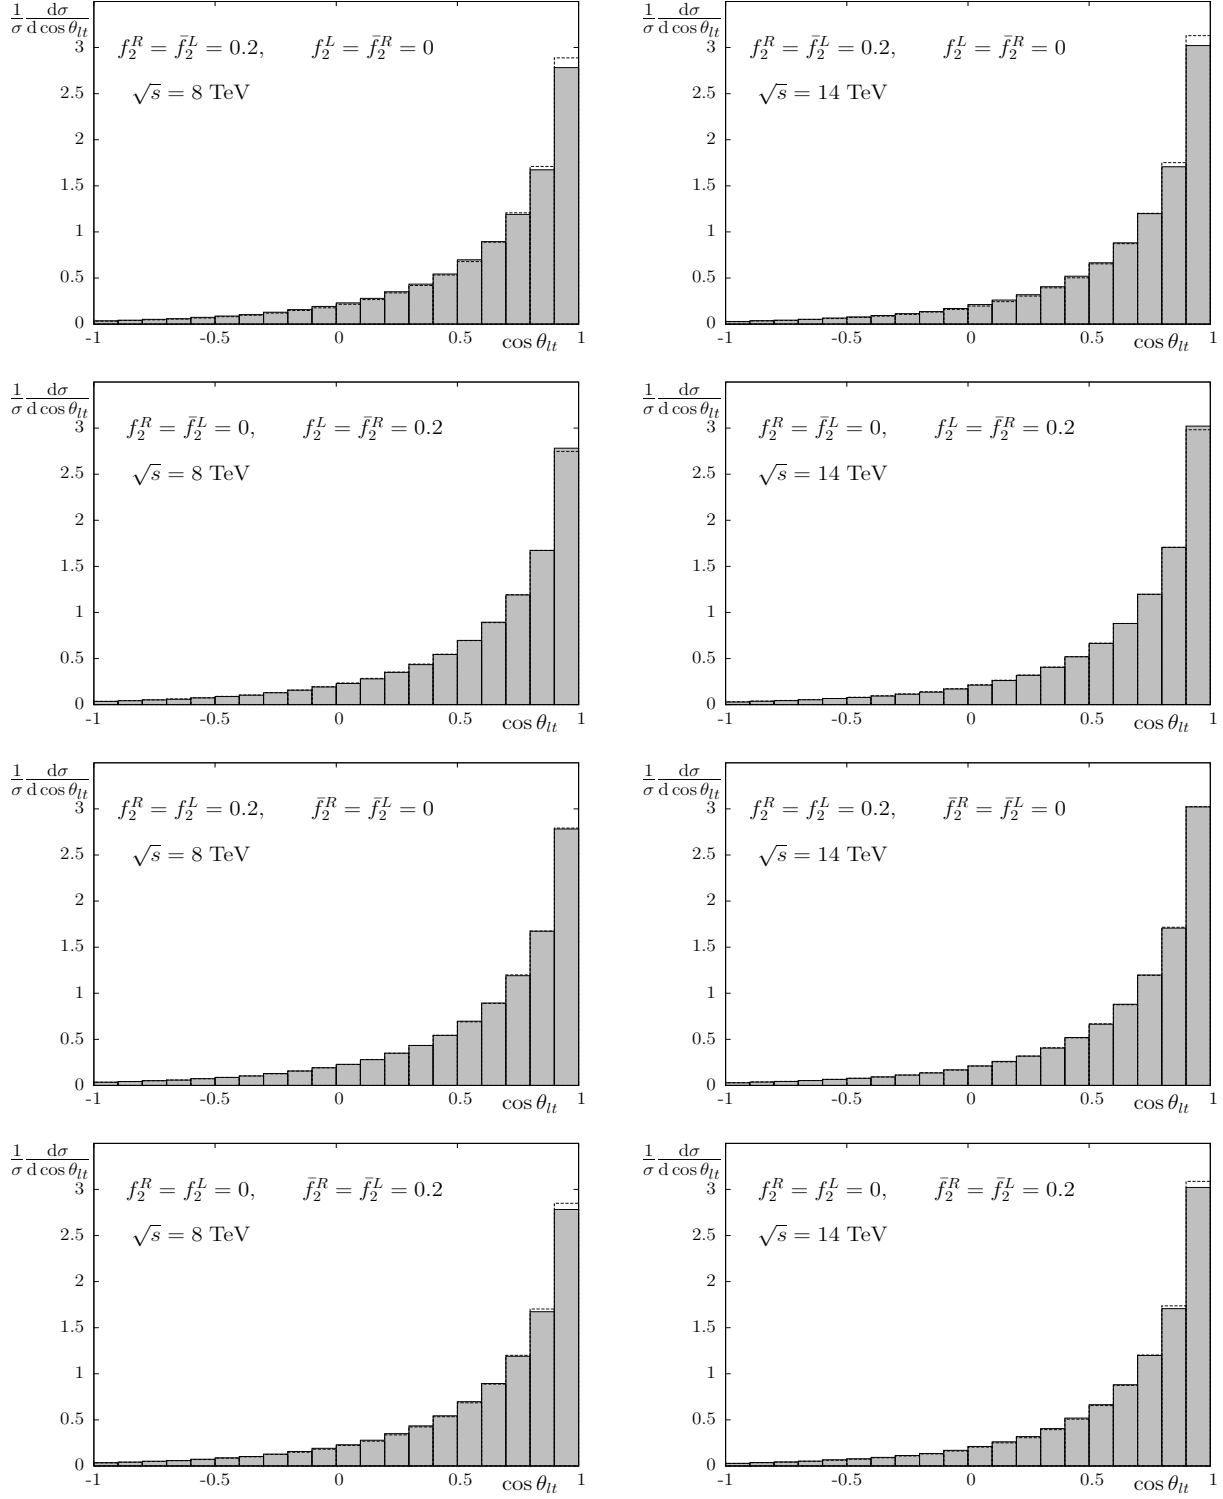 1/σ dσ/d cos θ_lt
f_2^R = f̄_2^L = 0.2, f_2^L = f̄_2^R = 0
√s = 8 TeV
3
2.5
2
1.5
1
0.5
0
-1 -0.5 0 0.5 1
cos θ_lt
1/σ dσ/d cos θ_lt
f_2^R = f̄_2^L = 0.2, f_2^L = f̄_2^R = 0
√s = 14 TeV
3
2.5
2
1.5
1
0.5
0
-1 -0.5 0 0.5 1
cos θ_lt
1/σ dσ/d cos θ_lt
f_2^R = f̄_2^L = 0, f_2^L = f̄_2^R = 0.2
√s = 8 TeV
3
2.5
2
1.5
1
0.5
0
-1 -0.5 0 0.5 1
cos θ_lt
1/σ dσ/d cos θ_lt
f_2^R = f̄_2^L = 0, f_2^L = f̄_2^R = 0.2
√s = 14 TeV
3
2.5
2
1.5
1
0.5
0
-1 -0.5 0 0.5 1
cos θ_lt
1/σ dσ/d cos θ_lt
f_2^R = f_2^L = 0.2, f̄_2^R = f̄_2^L = 0
√s = 8 TeV
3
2.5
2
1.5
1
0.5
0
-1 -0.5 0 0.5 1
cos θ_lt
1/σ dσ/d cos θ_lt
f_2^R = f_2^L = 0.2, f̄_2^R = f̄_2^L = 0
√s = 14 TeV
3
2.5
2
1.5
1
0.5
0
-1 -0.5 0 0.5 1
cos θ_lt
1/σ dσ/d cos θ_lt
f_2^R = f_2^L = 0, f̄_2^R = f̄_2^L = 0.2
√s = 8 TeV
3
2.5
2
1.5
1
0.5
0
-1 -0.5 0 0.5 1
cos θ_lt
1/σ dσ/d cos θ_lt
f_2^R = f_2^L = 0, f̄_2^R = f̄_2^L = 0.2
√s = 14 TeV
3
2.5
2
1.5
1
0.5
0
-1 -0.5 0 0.5 1
cos θ_lt